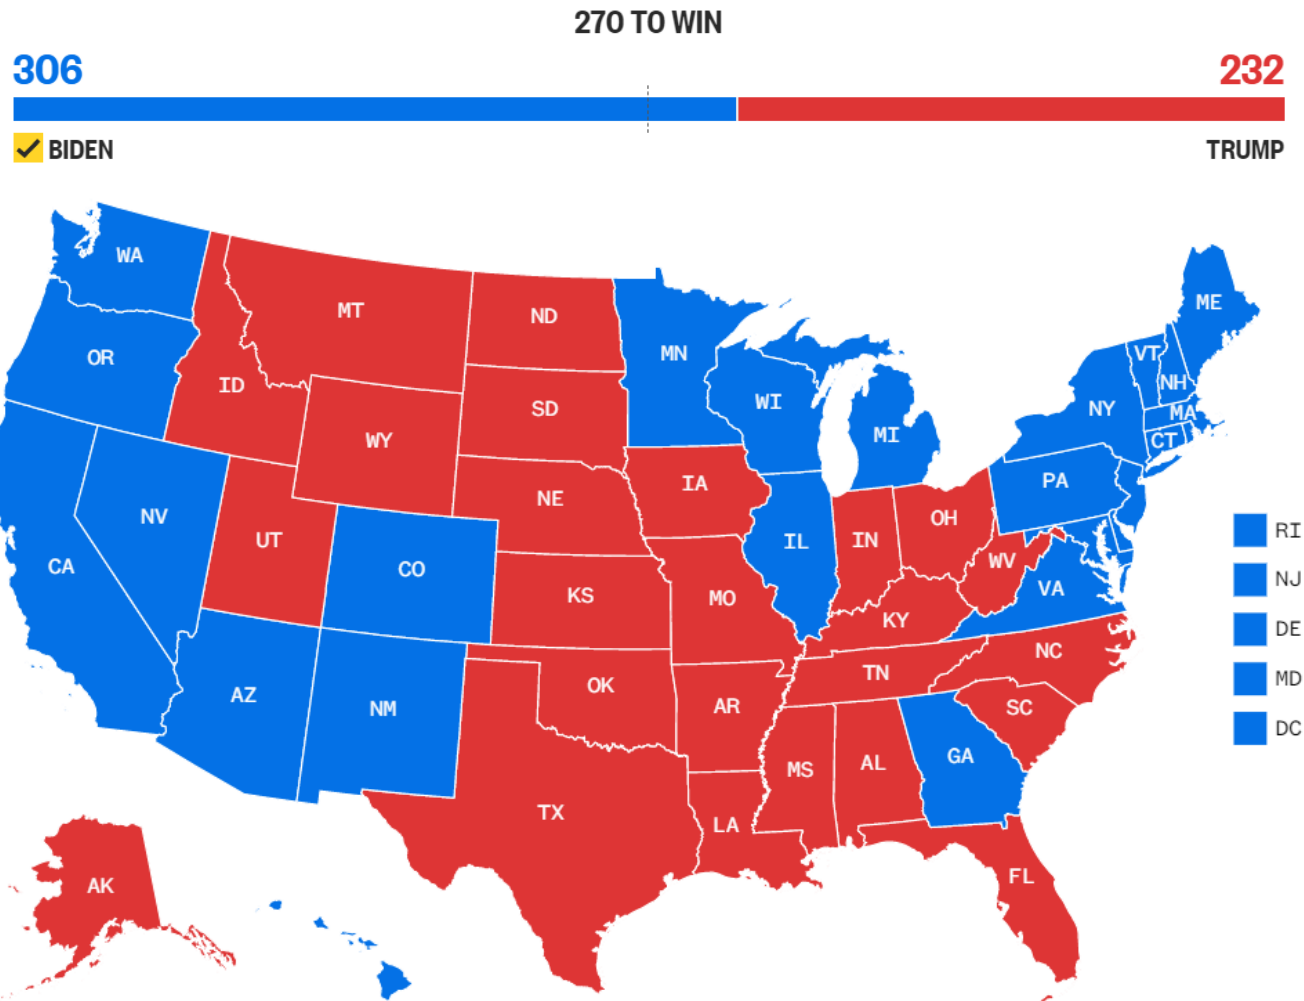 270 TO WIN
306 232
BIDEN TRUMP
WA
MT
ND
ME
OR
MN
VT
ID
NH
SD
WI
NY
MA
WY
MI
CT
IA
PA
NE
NV
OH
RI
UT
IL
IN
CA
CO
WV
NJ
VA
KS
MO
KY
DE
NC
TN
MD
OK
AZ
NM
AR
SC
DC
GA
MS
AL
TX
LA
FL
AK